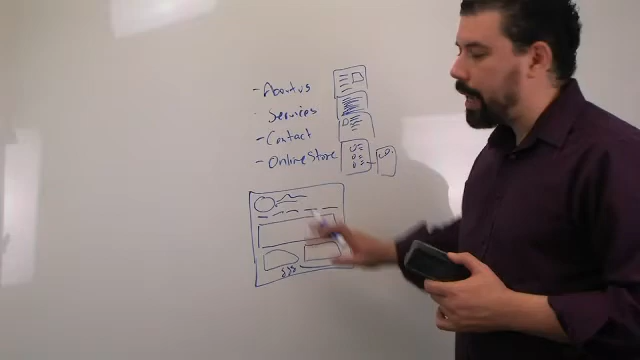 - About us
- Services
- Contact
- Online Store